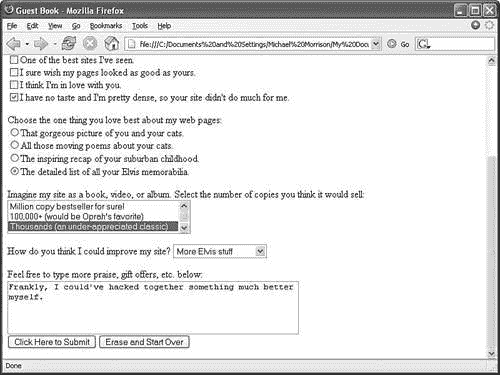 Guest Book - Mozilla Firefox
File Edit View Go Bookmarks Tools Help
file:///C:/Documents%20and%20Settings/Michael%20Morrison/My%20Docu
Go
One of the best sites I've seen.
I sure wish my pages looked as good as yours.
I think I'm in love with you.
I have no taste and I'm pretty dense, so your site didn't do much for me.
Choose the one thing you love best about my web pages:
That gorgeous picture of you and your cats.
All those moving poems about your cats.
The inspiring recap of your suburban childhood.
The detailed list of all your Elvis memorabilia.
Imagine my site as a book, video, or album. Select the number of copies you think it would sell:
Million copy bestseller for sure!
100,000+ (would be Oprah's favorite)
Thousands (an under-appreciated classic)
How do you think I could improve my site? More Elvis stuff
Feel free to type more praise, gift offers, etc. below:
Frankly, I could've hacked together something much better
myself.
Click Here to Submit Erase and Start Over
Done